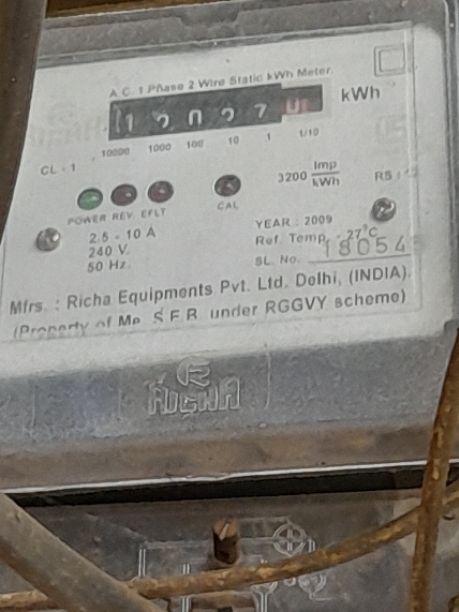 A.C. 1 Phase 2 Wire Static kWh Meter.
kWh
10000 1000 100 10 1 1/10
CL - 1
3200 Imp/kWh
POWER REV. EFLT CAL
2.5 - 10 A
240 V.
50 Hz.
YEAR : 2009
Ref. Temp. - 27°C
SL. No. 18054
Mfrs. : Richa Equipments Pvt. Ltd. Delhi, (INDIA).
(Property of S.E.B. under RGGVY scheme)
RICHA